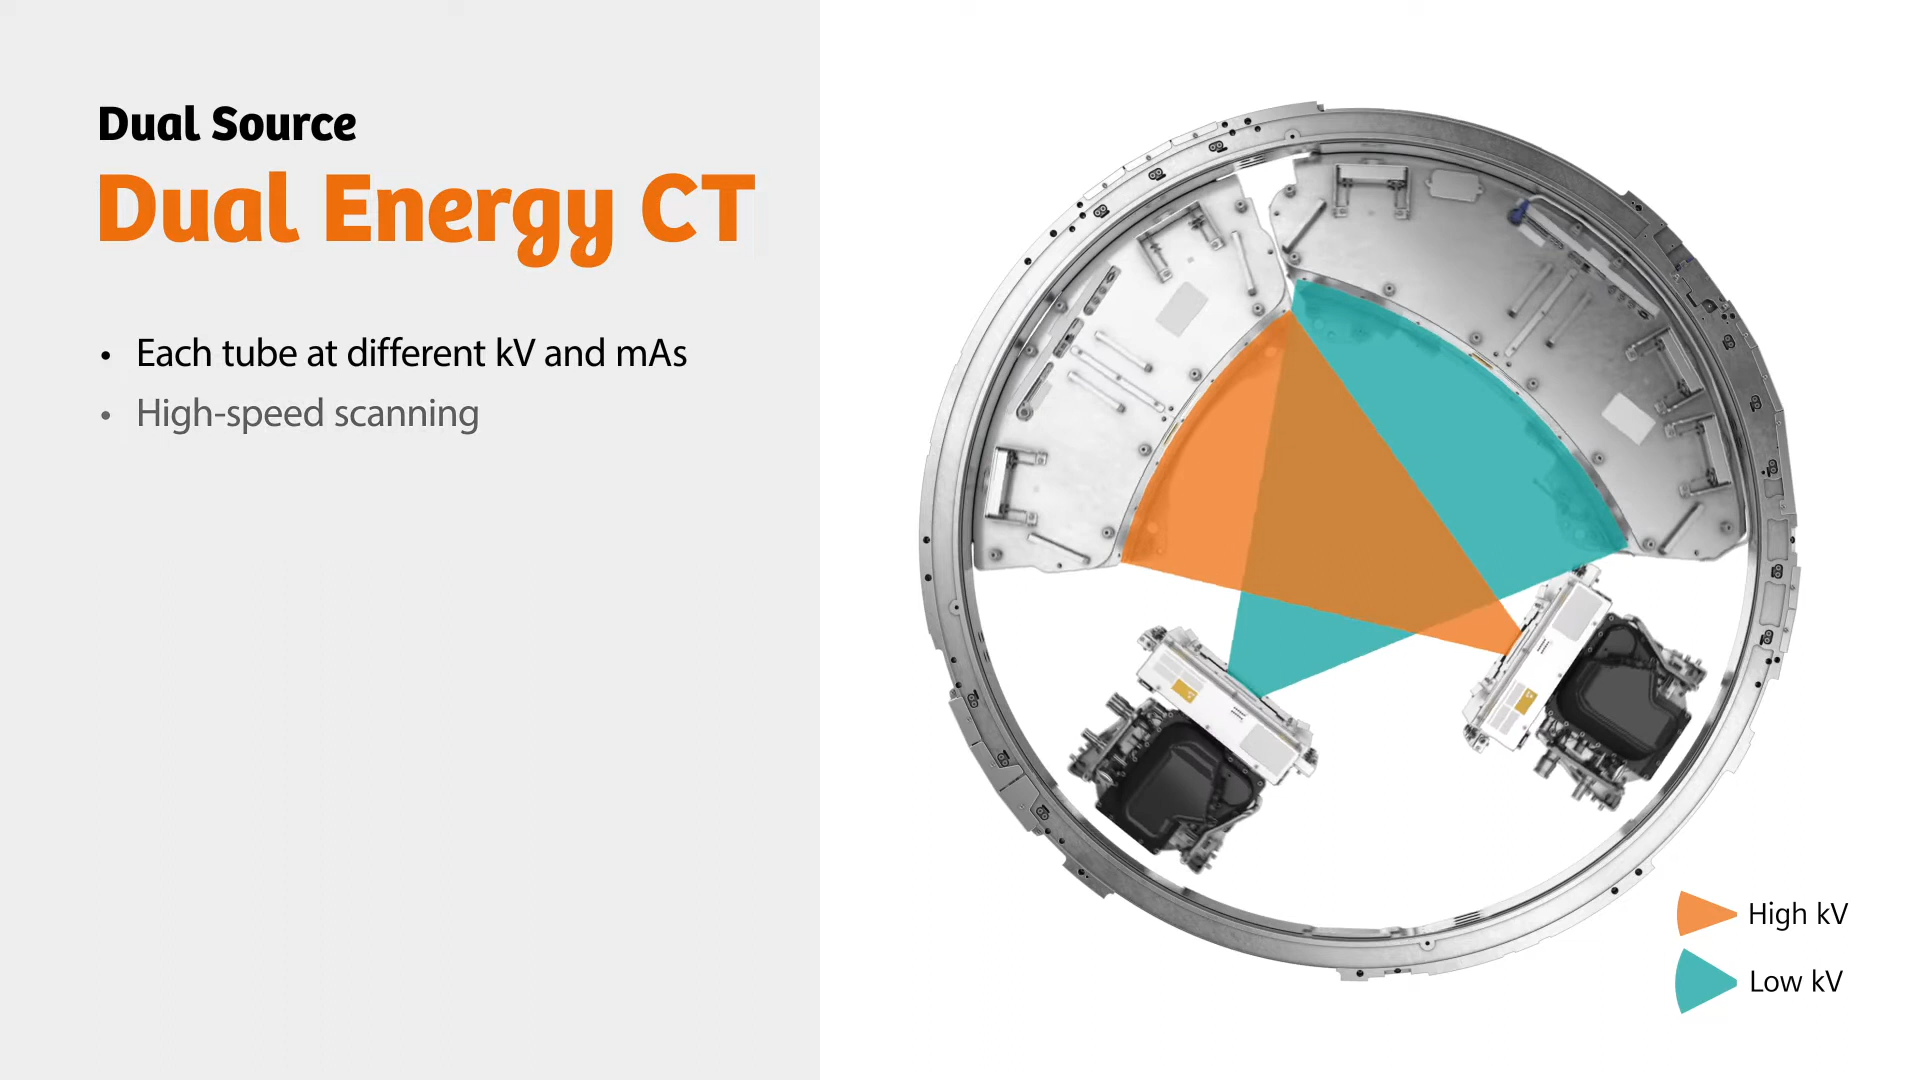 Dual Source
Dual Energy CT
• Each tube at different kV and mAs
• High-speed scanning
High kV
Low kV